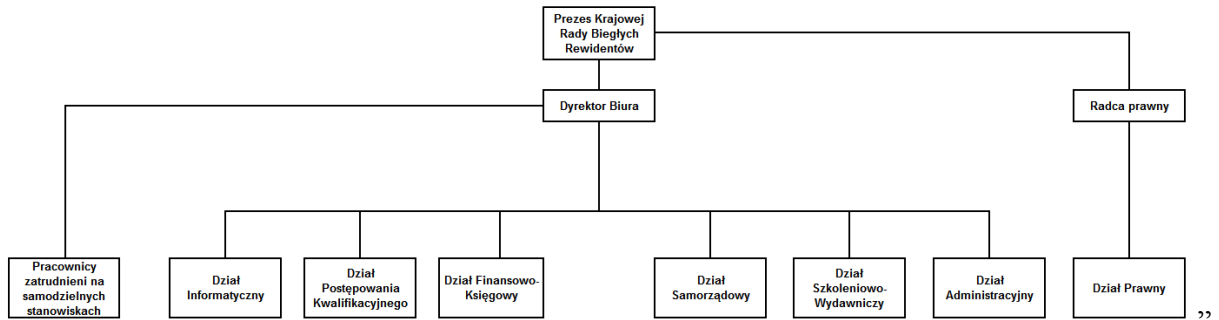 Prezes Krajowej
Rady Biegłych
Rewidentów
Dyrektor Biura
Radca prawny
Pracownicy
zatrudnieni na
samodzielnych
stanowiskach
Dział
Informatyczny
Dział
Postępowania
Kwalifikacyjnego
Dział Finansowo-
Księgowy
Dział
Samorządowy
Dział
Szkoleniowo-
Wydawniczy
Dział
Administracyjny
Dział Prawny
”